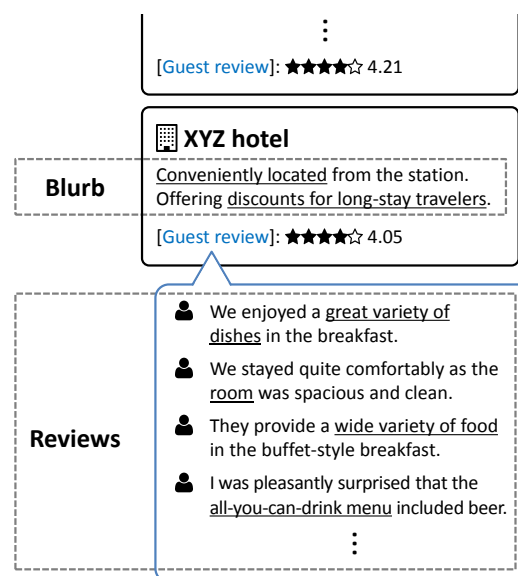 [Guest review]: ★★★★☆ 4.21
XYZ hotel
Blurb
Conveniently located from the station.
Offering discounts for long-stay travelers.
[Guest review]: ★★★★☆ 4.05
Reviews
We enjoyed a great variety of
dishes in the breakfast.
We stayed quite comfortably as the
room was spacious and clean.
They provide a wide variety of food
in the buffet-style breakfast.
I was pleasantly surprised that the
all-you-can-drink menu included beer.